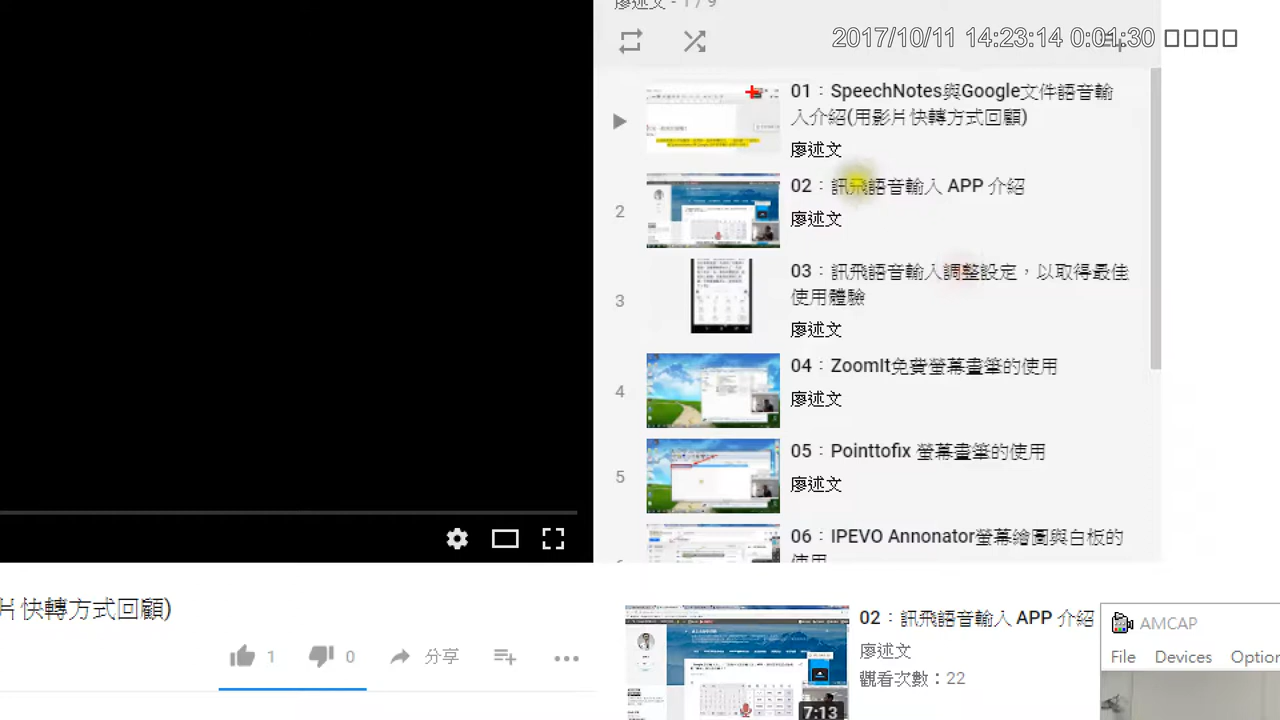 廖述文 - 1 / 9
2017/10/11 14:23:14 0:01:30
01：SpeechNotes與Google文件語音輸
入介紹(用影片快轉方式回顧)
廖述文
2
02：訊飛語音輸入 APP 介紹
廖述文
3
03：訊飛語音輸入調整設定，以取得最佳
使用體驗
廖述文
4
04：ZoomIt免費螢幕畫筆的使用
廖述文
5
05：Pointtofix 螢幕畫筆的使用
廖述文
06：IPEVO Annonator螢幕繪圖與白板的
使用
片快轉方式回顧)
1
分享
02：訊飛語音輸入 APP 介紹
廖述文
觀看次數：22
7:13
AMCAP
File Devices Option